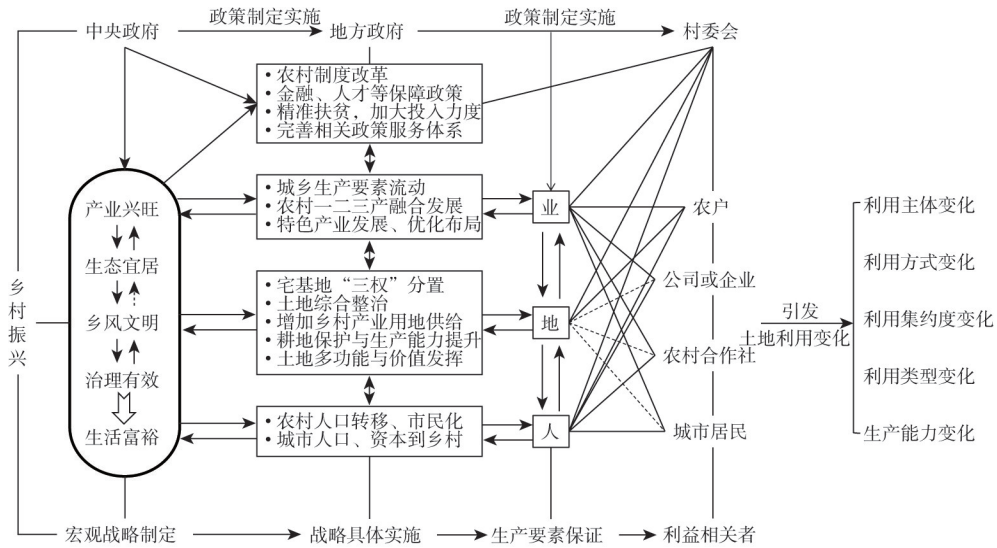 中央政府
政策制定实施
地方政府
政策制定实施
村委会
• 农村制度改革
• 金融、人才等保障政策
• 精准扶贫，加大投入力度
• 完善相关政策服务体系
乡村振兴
产业兴旺
生态宜居
乡风文明
治理有效
生活富裕
• 城乡生产要素流动
• 农村一二三产融合发展
• 特色产业发展、优化布局
• 宅基地“三权”分置
• 土地综合整治
• 增加乡村产业用地供给
• 耕地保护与生产能力提升
• 土地多功能与价值发挥
• 农村人口转移、市民化
• 城市人口、资本到乡村
业
地
人
农户
公司或企业
农村合作社
城市居民
引发
土地利用变化
利用主体变化
利用方式变化
利用集约度变化
利用类型变化
生产能力变化
宏观战略制定
战略具体实施
生产要素保证
利益相关者